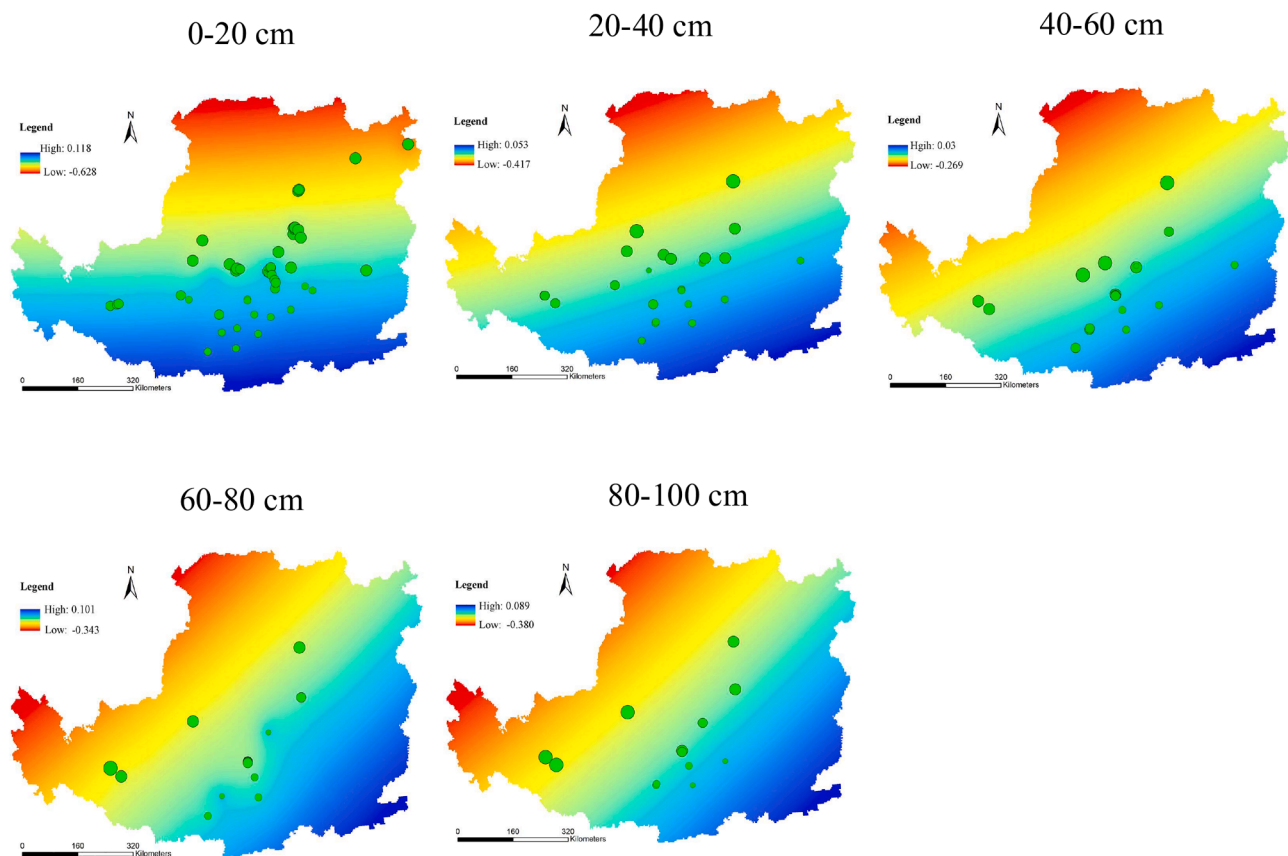 0-20 cm
N
Legend
High: 0.118
Low: -0.628
0 160 320
Kilometers
20-40 cm
N
Legend
High: 0.053
Low: -0.417
0 160 320
Kilometers
40-60 cm
N
Legend
Hgih: 0.03
Low: -0.269
0 160 320
Kilometers
60-80 cm
N
Legend
High: 0.101
Low: -0.343
0 160 320
Kilometers
80-100 cm
N
Legend
High: 0.089
Low: -0.380
0 160 320
Kilometers